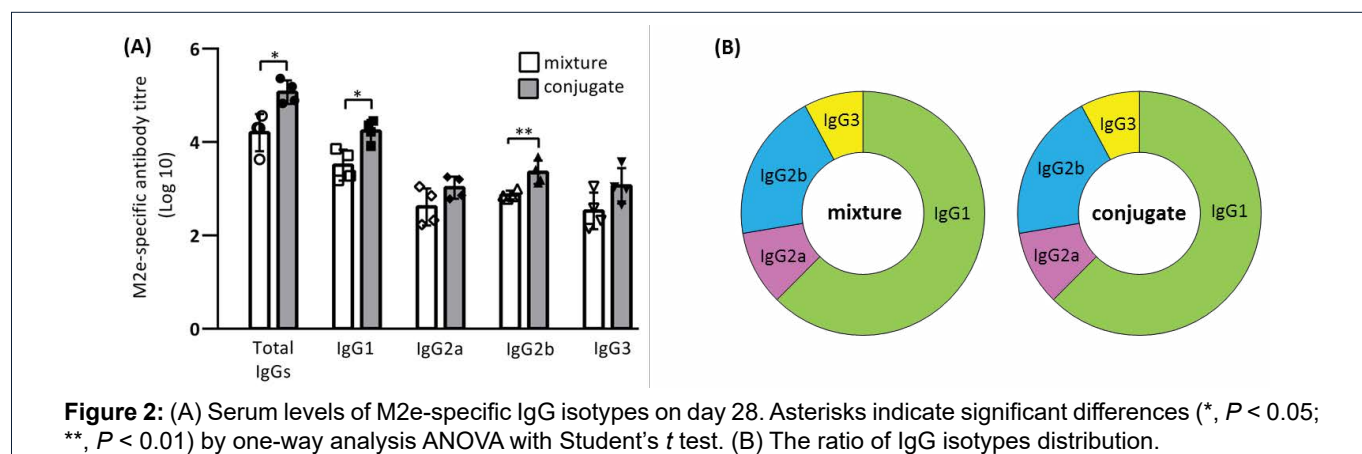 (A)
M2e-specific antibody titre
(Log 10)
6
4
2
0
*
*
**
mixture
conjugate
Total
IgGs
IgG1
IgG2a
IgG2b
IgG3
(B)
IgG3
IgG2b
IgG2a
IgG1
mixture
IgG3
IgG2b
IgG2a
IgG1
conjugate
Figure 2: (A) Serum levels of M2e-specific IgG isotypes on day 28. Asterisks indicate significant differences (*, P < 0.05;
**, P < 0.01) by one-way analysis ANOVA with Student's t test. (B) The ratio of IgG isotypes distribution.